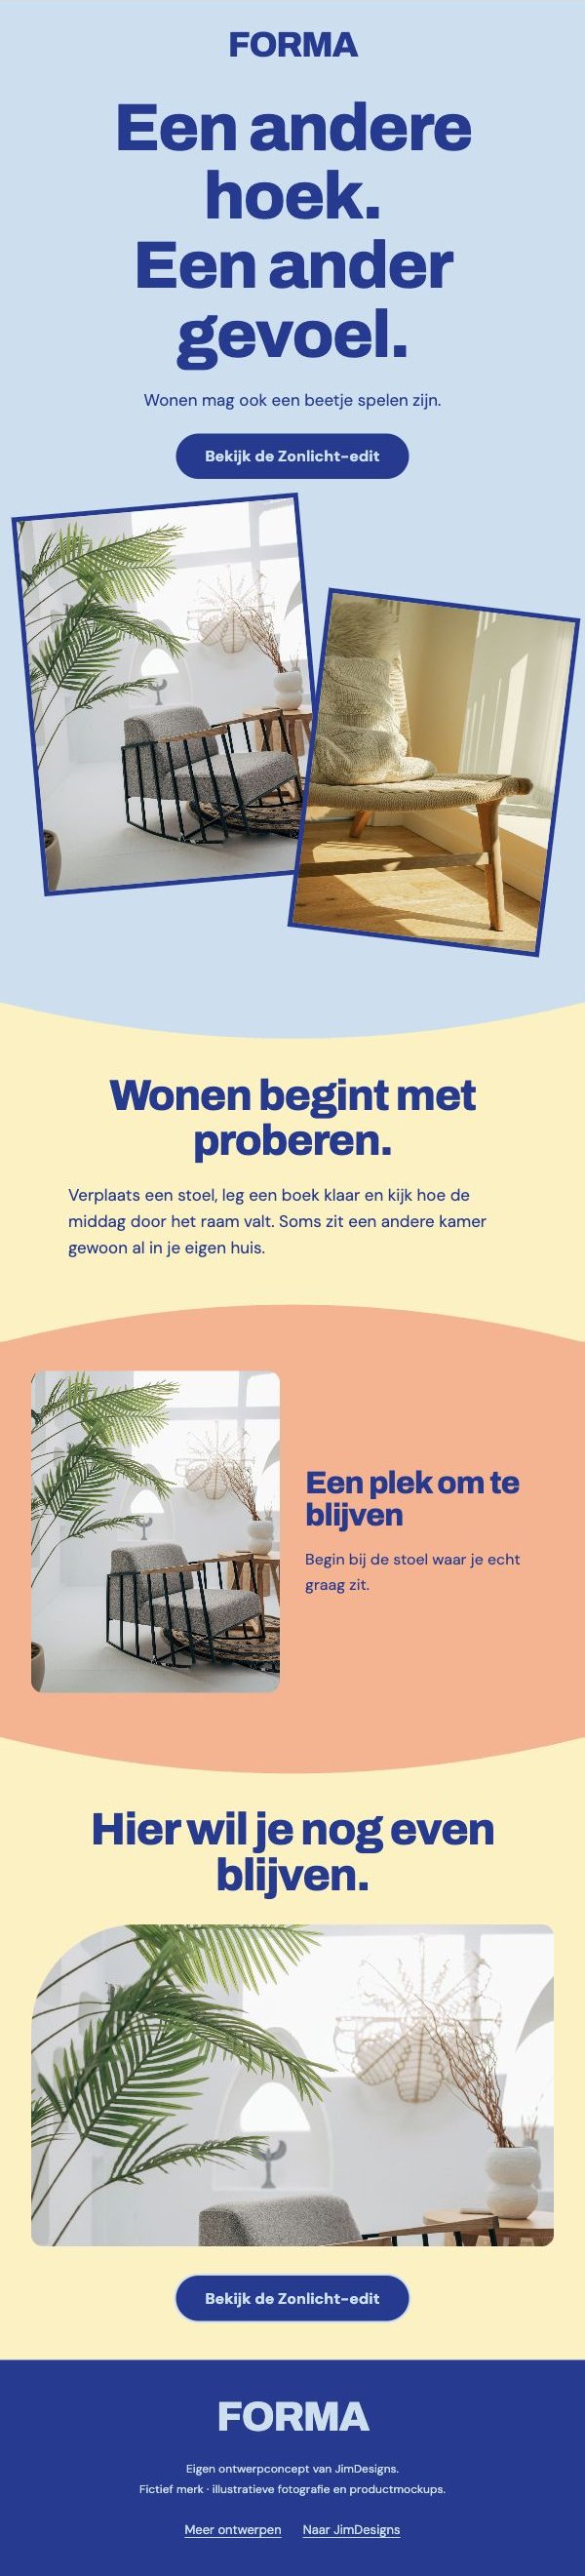 FORMA
Een andere
hoek.
Een ander
gevoel.
Wonen mag ook een beetje spelen zijn.
Bekijk de Zonlicht-edit
Wonen begint met
proberen.
Verplaats een stoel, leg een boek klaar en kijk hoe de
middag door het raam valt. Soms zit een andere kamer
gewoon al in je eigen huis.
Een plek om te
blijven
Begin bij de stoel waar je echt
graag zit.
Hier wil je nog even
blijven.
Bekijk de Zonlicht-edit
FORMA
Eigen ontwerpconcept van JimDesigns.
Fictief merk · illustratieve fotografie en productmockups.
Meer ontwerpen Naar JimDesigns